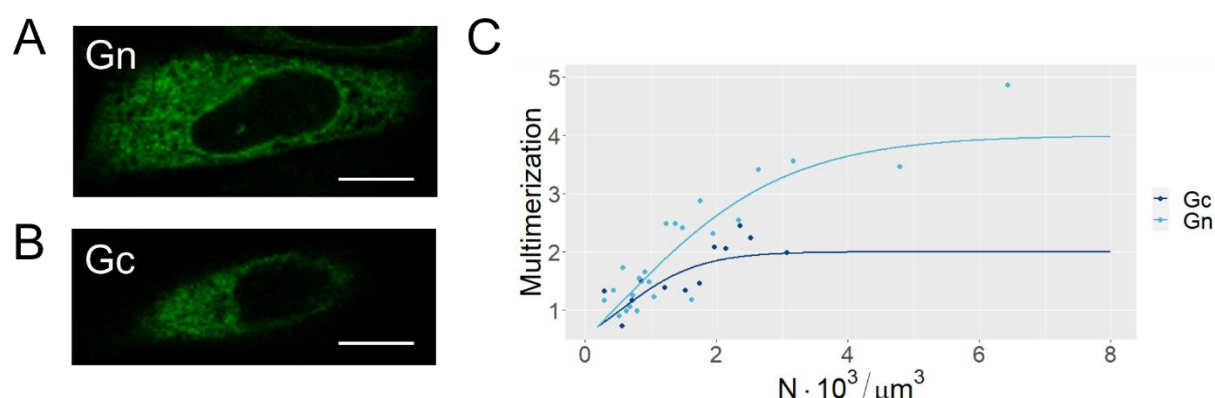 A
Gn
B
Gc
C
Multimerization
5
4
3
2
1
0 2 4 6 8
N · 10³/μm³
Gc
Gn